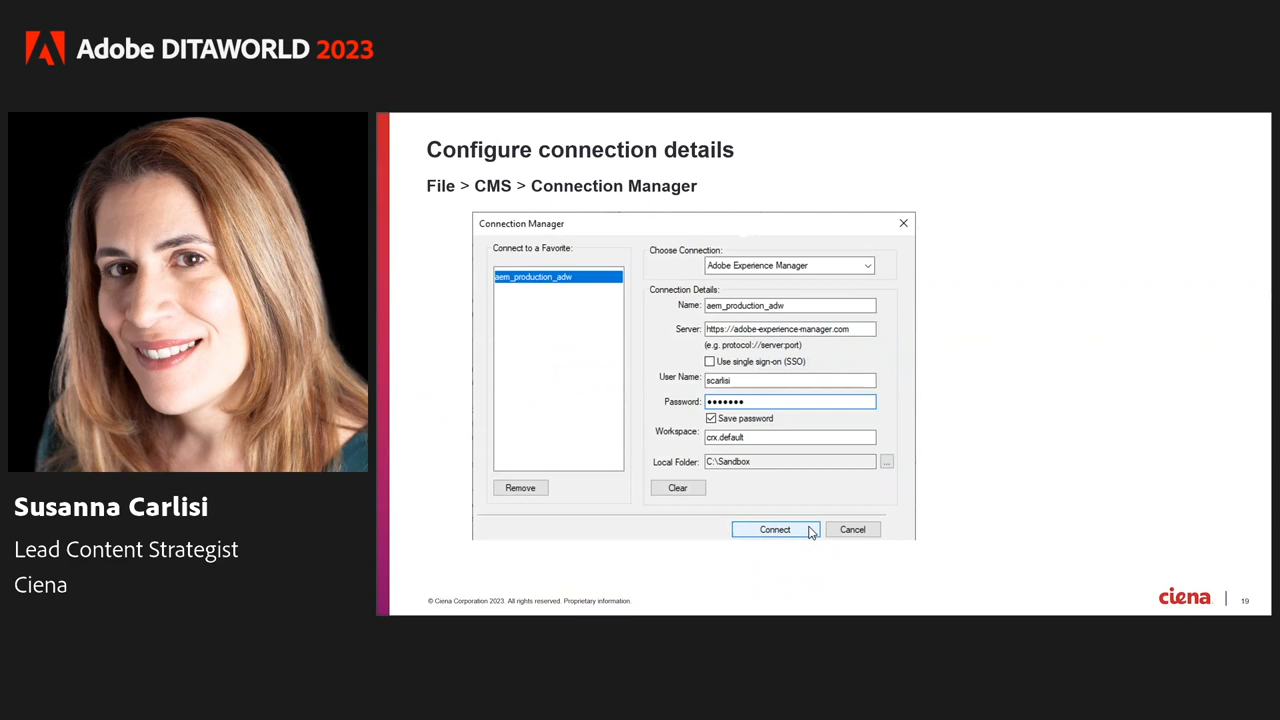 Adobe DITAWORLD 2023
Susanna Carlisi
Lead Content Strategist
Ciena
Configure connection details
File > CMS > Connection Manager
Connection Manager
Connect to a Favorite:
aem_production_adw
Remove
Choose Connection:
Adobe Experience Manager
Connection Details:
Name: aem_production_adw
Server: https://adobe-experience-manager.com
(e.g. protocol://server:port)
Use single sign-on (SSO)
User Name: scarlisi
Password: •••••••
Save password
Workspace: crx.default
Local Folder: C:\Sandbox ...
Clear
Connect Cancel
© Ciena Corporation 2023. All rights reserved. Proprietary information.
ciena | 19